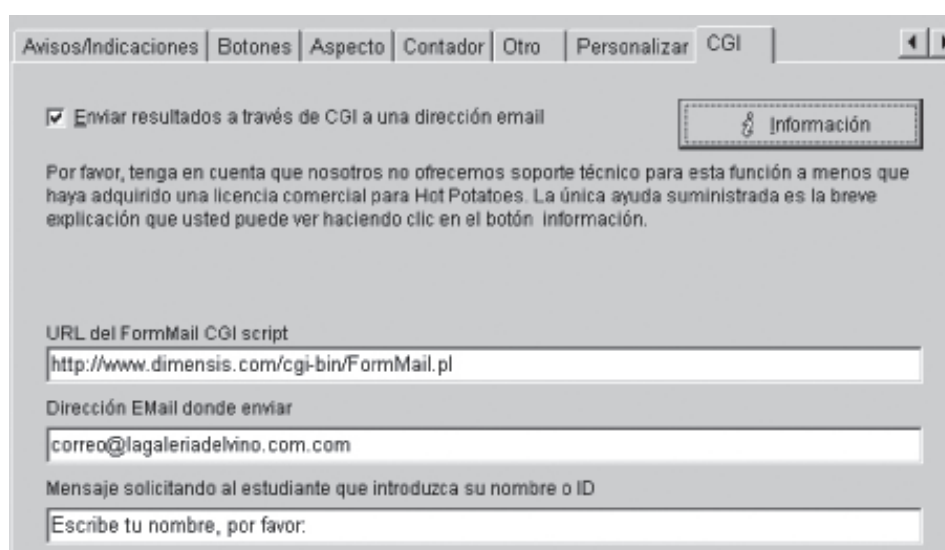 Avisos/Indicaciones Botones Aspecto Contador Otro Personalizar CGI
Enviar resultados a través de CGI a una dirección email
Información
Por favor, tenga en cuenta que nosotros no ofrecemos soporte técnico para esta función a menos que
haya adquirido una licencia comercial para Hot Potatoes. La única ayuda suministrada es la breve
explicación que usted puede ver haciendo clic en el botón información.
URL del FormMail CGI script
http://www.dimensis.com/cgi-bin/FormMail.pl
Dirección EMail donde enviar
correo@lagaleriadelvino.com.com
Mensaje solicitando al estudiante que introduzca su nombre o ID
Escribe tu nombre, por favor: